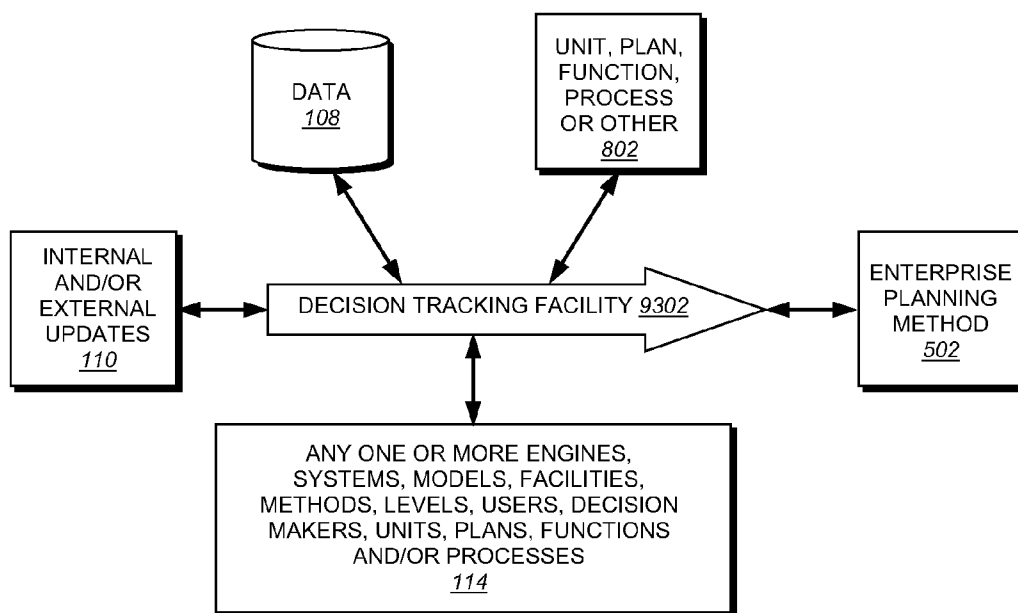 DATA
108
UNIT, PLAN,
FUNCTION,
PROCESS
OR OTHER
802
INTERNAL
AND/OR
EXTERNAL
UPDATES
110
DECISION TRACKING FACILITY 9302
ENTERPRISE
PLANNING
METHOD
502
ANY ONE OR MORE ENGINES,
SYSTEMS, MODELS, FACILITIES,
METHODS, LEVELS, USERS, DECISION
MAKERS, UNITS, PLANS, FUNCTIONS
AND/OR PROCESSES
114